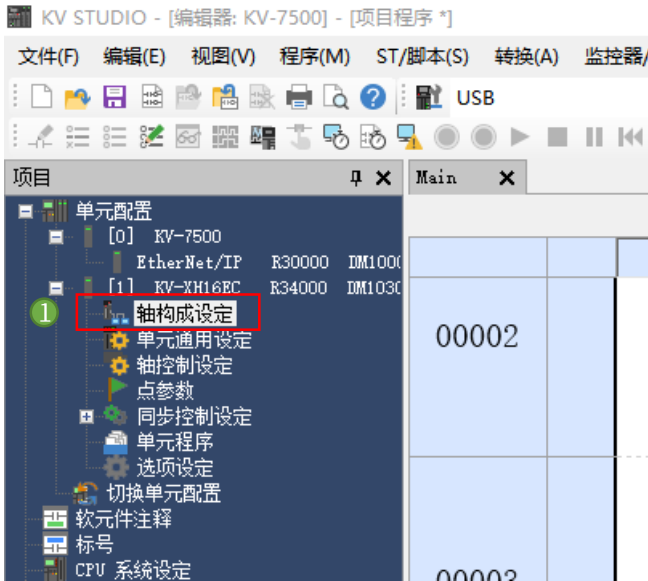 KV STUDIO - [编辑器: KV-7500] - [项目程序 *]
文件(F) 编辑(E) 视图(V) 程序(M) ST/脚本(S) 转换(A) 监控器/
USB
项目
Main
单元配置
[0] KV-7500
EtherNet/IP R30000 DM100
[1] KV-XH16EC R34000 DM103
1
轴构成设定
单元通用设定
00002
轴控制设定
点参数
同步控制设定
单元程序
选项设定
切换单元配置
软元件注释
标号
CPU 系统设定
00003